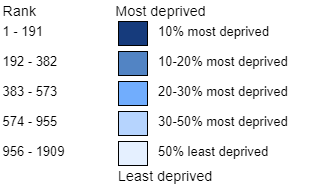 Rank Most deprived
1 - 191 10% most deprived
192 - 382 10-20% most deprived
383 - 573 20-30% most deprived
574 - 955 30-50% most deprived
956 - 1909 50% least deprived
Least deprived